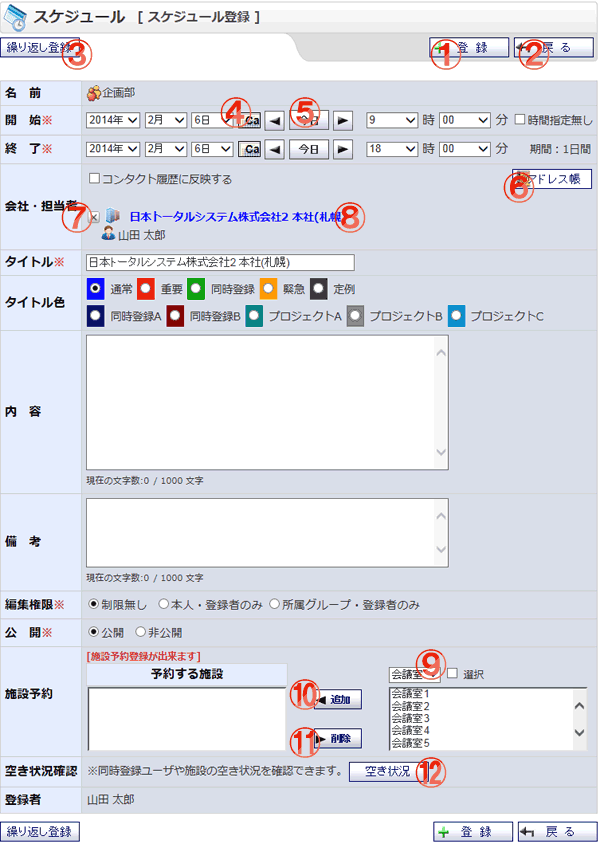 スケジュール [ スケジュール登録 ]
繰り返し登録 ③ ① 登 録 ② 戻 る
名 前 企画部
開 始※ 2014年 2月 6日 ④ Ca ◀ ⑤ 今日 ▶ 9 時 00 分 時間指定無し
終 了※ 2014年 2月 6日 Ca ◀ 今日 ▶ 18 時 00 分 期間：1日間
会社・担当者 コンタクト履歴に反映する ⑥ アドレス帳
⑦ 日本トータルシステム株式会社2 本社(札幌 ⑧
山田 太郎
タイトル※ 日本トータルシステム株式会社2 本社(札幌)
タイトル色 通常 重要 同時登録 緊急 定例
同時登録A 同時登録B プロジェクトA プロジェクトB プロジェクトC
内 容
現在の文字数:0 / 1000 文字
備 考
現在の文字数:0 / 1000 文字
編集権限※ 制限無し 本人・登録者のみ 所属グループ・登録者のみ
公 開※ 公開 非公開
施設予約 [施設予約登録が出来ます]
予約する施設 会議室 ⑨ 選択
⑩ ◀ 追加 会議室1
会議室2
会議室3
⑪ ▶ 削除 会議室4
会議室5
空き状況確認 ※同時登録ユーザや施設の空き状況を確認できます。 空き状況 ⑫
登録者 山田 太郎
繰り返し登録 登 録 戻 る